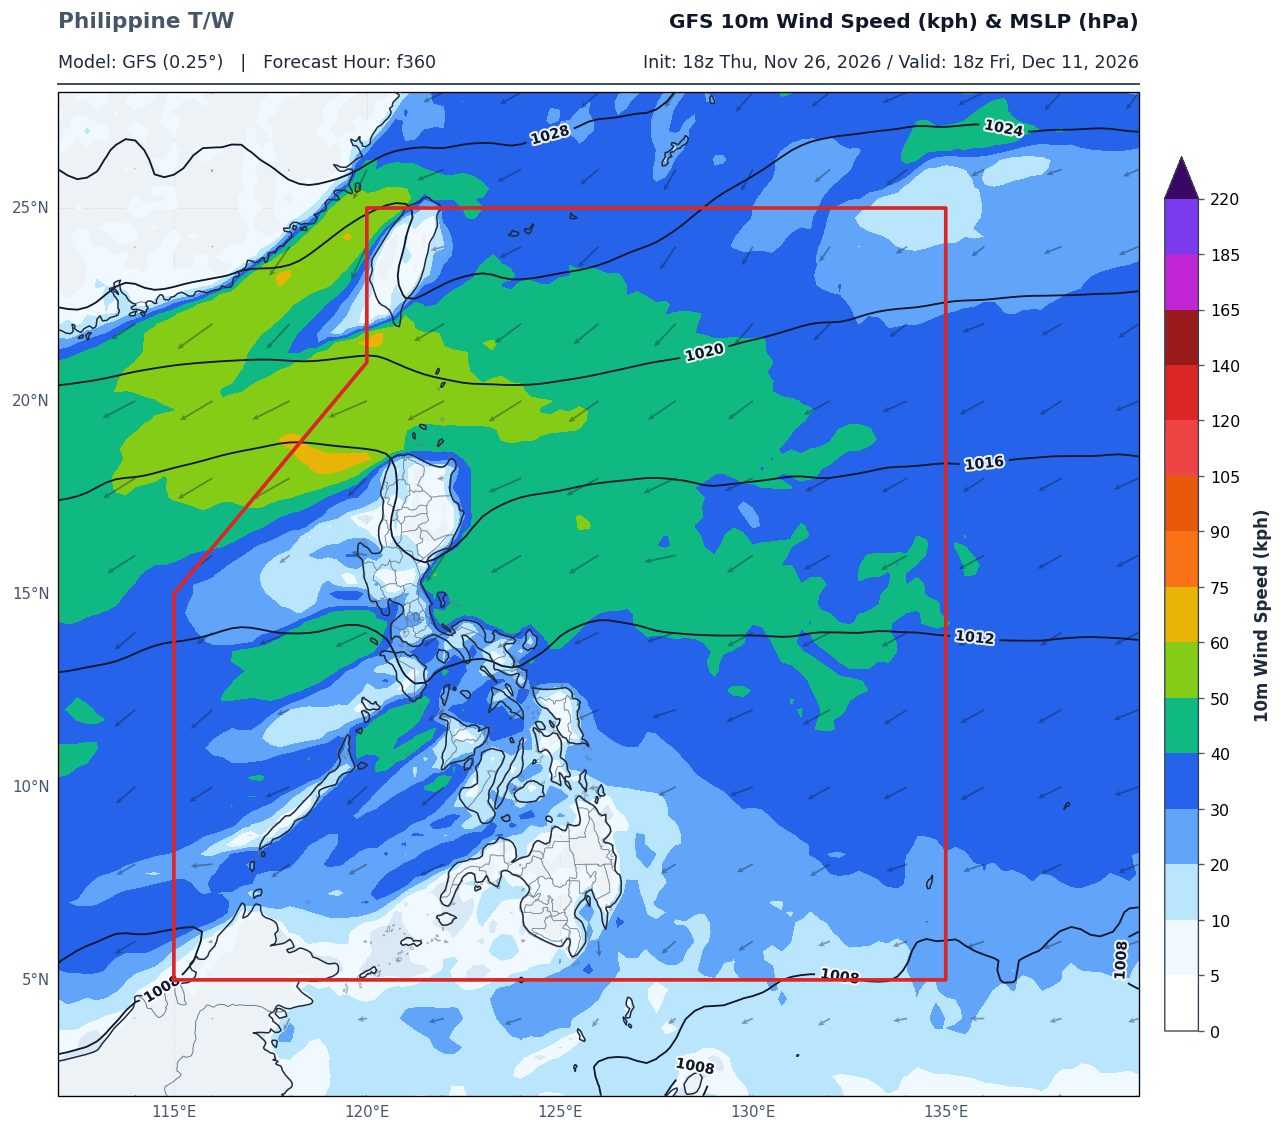 Philippine T/W
GFS 10m Wind Speed (kph) & MSLP (hPa)
Model: GFS (0.25°)   |   Forecast Hour: f360
Init: 18z Thu, Nov 26, 2026 / Valid: 18z Fri, Dec 11, 2026
1028
1024
1020
1016
1012
1008
1008
1008
1008
25°N
20°N
15°N
10°N
5°N
115°E
120°E
125°E
130°E
135°E
220
185
165
140
120
105
90
75
60
50
40
30
20
10
5
0
10m Wind Speed (kph)